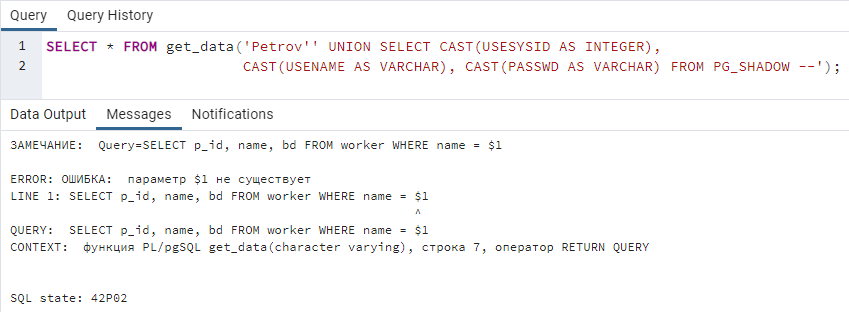 Query Query History
1 SELECT * FROM get_data('Petrov'' UNION SELECT CAST(USESYSID AS INTEGER),
2 CAST(USENAME AS VARCHAR), CAST(PASSWD AS VARCHAR) FROM PG_SHADOW --');
Data Output Messages Notifications
ЗАМЕЧАНИЕ: Query=SELECT p_id, name, bd FROM worker WHERE name = $1
ERROR: ОШИБКА: параметр $1 не существует
LINE 1: SELECT p_id, name, bd FROM worker WHERE name = $1
^
QUERY: SELECT p_id, name, bd FROM worker WHERE name = $1
CONTEXT: функция PL/pgSQL get_data(character varying), строка 7, оператор RETURN QUERY
SQL state: 42P02